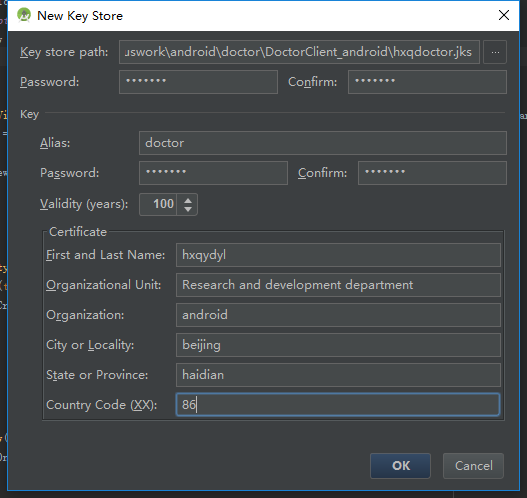 New Key Store
Key store path: uswork\android\doctor\DoctorClient_android\hxqdoctor.jks ...
Password: ••••••• Confirm: •••••••
Key
Alias: doctor
Password: ••••••• Confirm: •••••••
Validity (years): 100
Certificate
First and Last Name: hxqydyl
Organizational Unit: Research and development department
Organization: android
City or Locality: beijing
State or Province: haidian
Country Code (XX): 86
OK Cancel